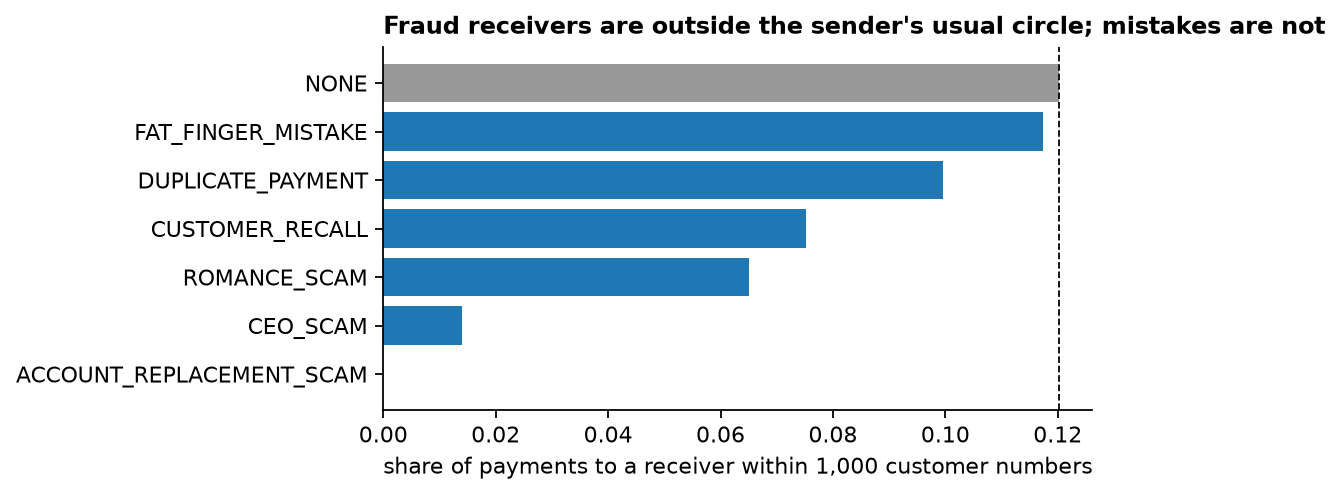 Fraud receivers are outside the sender's usual circle; mistakes are not
NONE
FAT_FINGER_MISTAKE
DUPLICATE_PAYMENT
CUSTOMER_RECALL
ROMANCE_SCAM
CEO_SCAM
ACCOUNT_REPLACEMENT_SCAM
0.00 0.02 0.04 0.06 0.08 0.10 0.12
share of payments to a receiver within 1,000 customer numbers